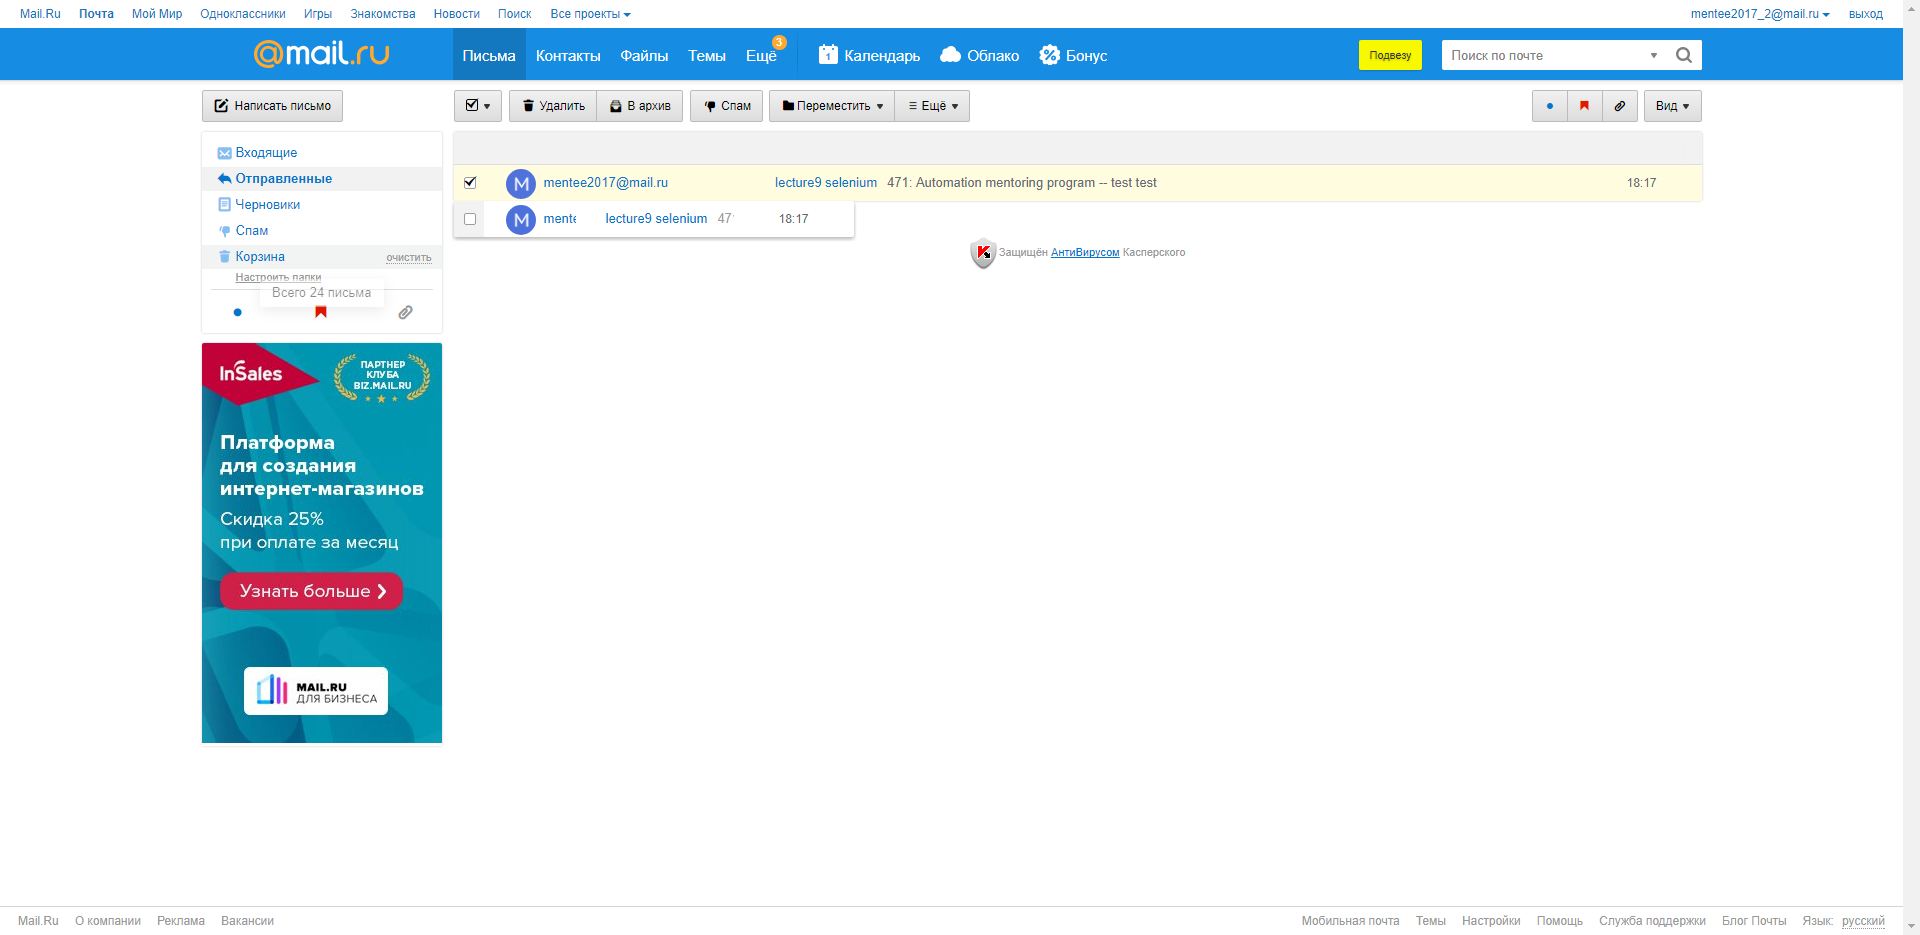 Mail.Ru Почта Мой Мир Одноклассники Игры Знакомства Новости Поиск Все проекты mentee2017_2@mail.ru выход
@mail.ru Письма Контакты Файлы Темы Ещё 3 1 Календарь Облако Бонус Подвезу Поиск по почте
Написать письмо Удалить В архив Спам Переместить Ещё Вид
Входящие
Отправленные
Черновики
Спам
Корзина очистить
Настроить папки
Всего 24 письма
M mentee2017@mail.ru lecture9 selenium 471: Automation mentoring program -- test test 18:17
M mente lecture9 selenium 47 18:17
Защищён АнтиВирусом Касперского
InSales
ПАРТНЕР
КЛУБА
BIZ.MAIL.RU
Платформа
для создания
интернет-магазинов
Скидка 25%
при оплате за месяц
Узнать больше
MAIL.RU
ДЛЯ БИЗНЕСА
Mail.Ru О компании Реклама Вакансии Мобильная почта Темы Настройки Помощь Служба поддержки Блог Почты Язык: русский